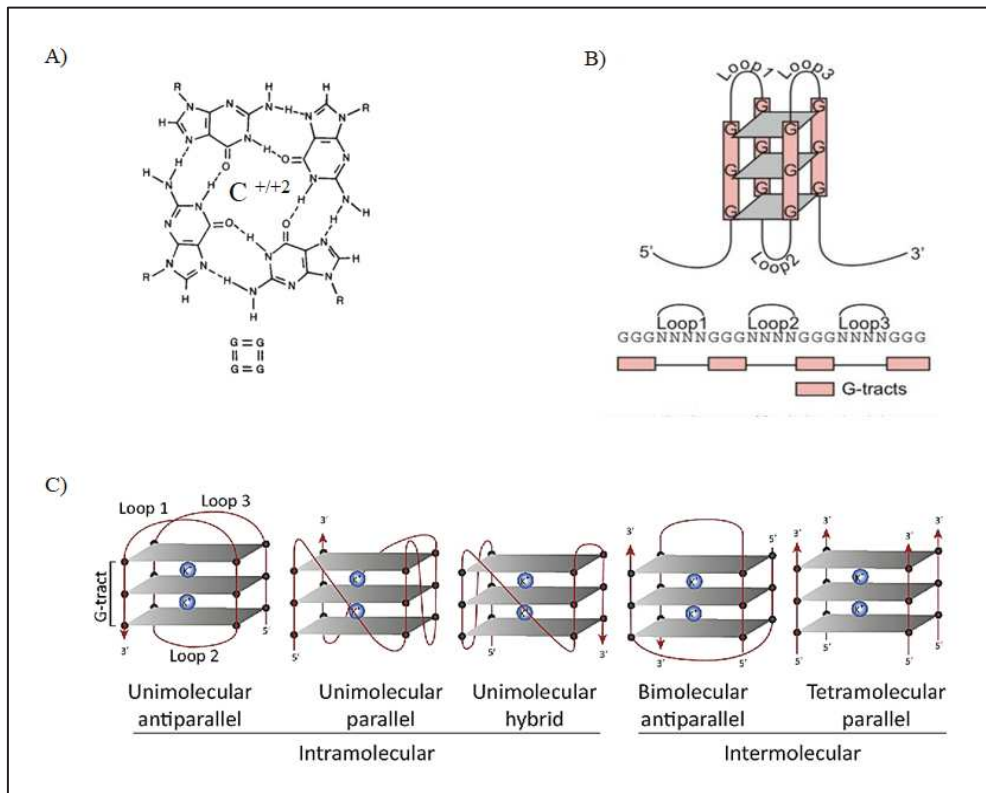 A)
R
N
N
N
H
H
N
R
H
N
N
H
O
N
H
H
O
N
N
H
N
C +/+2
H
N
H
N
O
H
N
N
O
H
N
H
N
N
H
N
H
R
N
H
N
N
N
R
H
H
G=G
G=G
B)
Loop1
Loop3
G
G
G
G
G
G
G
G
G
G
G
G
5’
Loop2
3’
Loop1 Loop2 Loop3
GGGNNNNGGGNNNNGGGNNNNGGG
G-tracts
C)
Loop 1
Loop 3
G-tract
3’
5’
Loop 2
Unimolecular
antiparallel
3’
5’
Unimolecular
parallel
5’
3’
Unimolecular
hybrid
3’
5’
3’
5’
Bimolecular
antiparallel
3’
3’
3’
3’
5’
5’
5’
5’
Tetramolecular
parallel
Intramolecular
Intermolecular